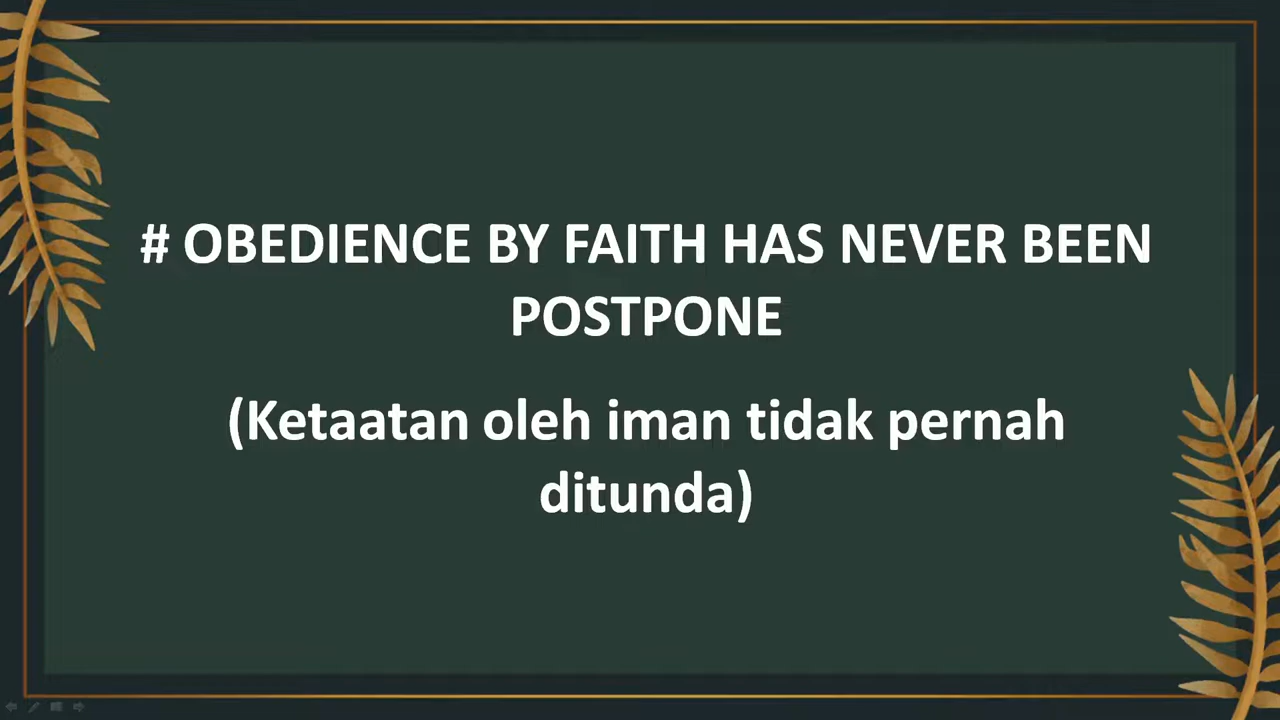 # OBEDIENCE BY FAITH HAS NEVER BEEN
POSTPONE
(Ketaatan oleh iman tidak pernah
ditunda)